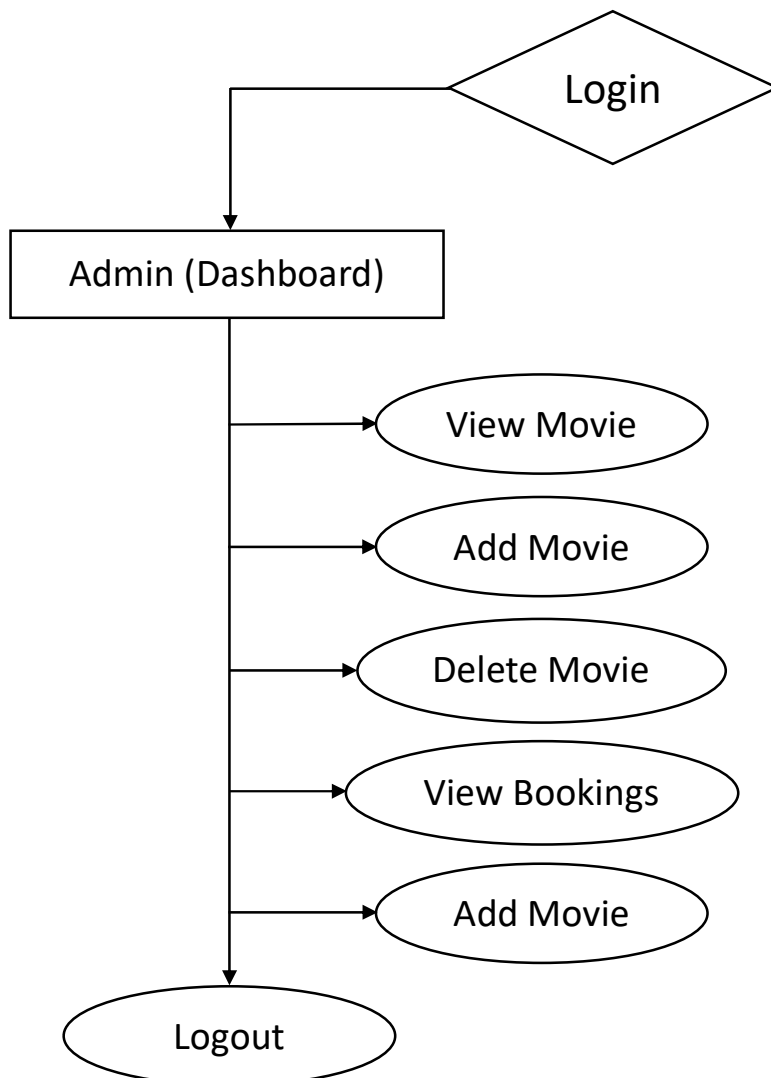 Login
Admin (Dashboard)
View Movie
Add Movie
Delete Movie
View Bookings
Add Movie
Logout